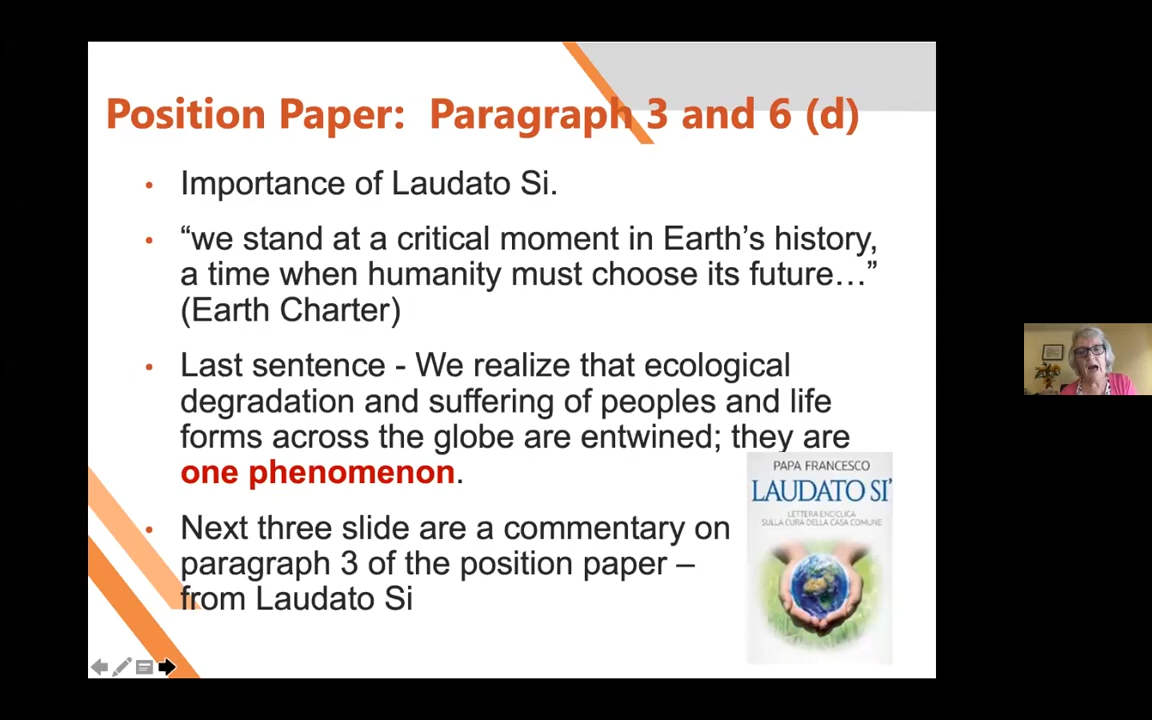 Position Paper:  Paragraph 3 and 6 (d)
• Importance of Laudato Si.
• “we stand at a critical moment in Earth’s history,
a time when humanity must choose its future…”
(Earth Charter)
• Last sentence - We realize that ecological
degradation and suffering of peoples and life
forms across the globe are entwined; they are
one phenomenon.
• Next three slide are a commentary on
paragraph 3 of the position paper –
from Laudato Si
PAPA FRANCESCO
LAUDATO SI’
LETTERA ENCICLICA
SULLA CURA DELLA CASA COMUNE